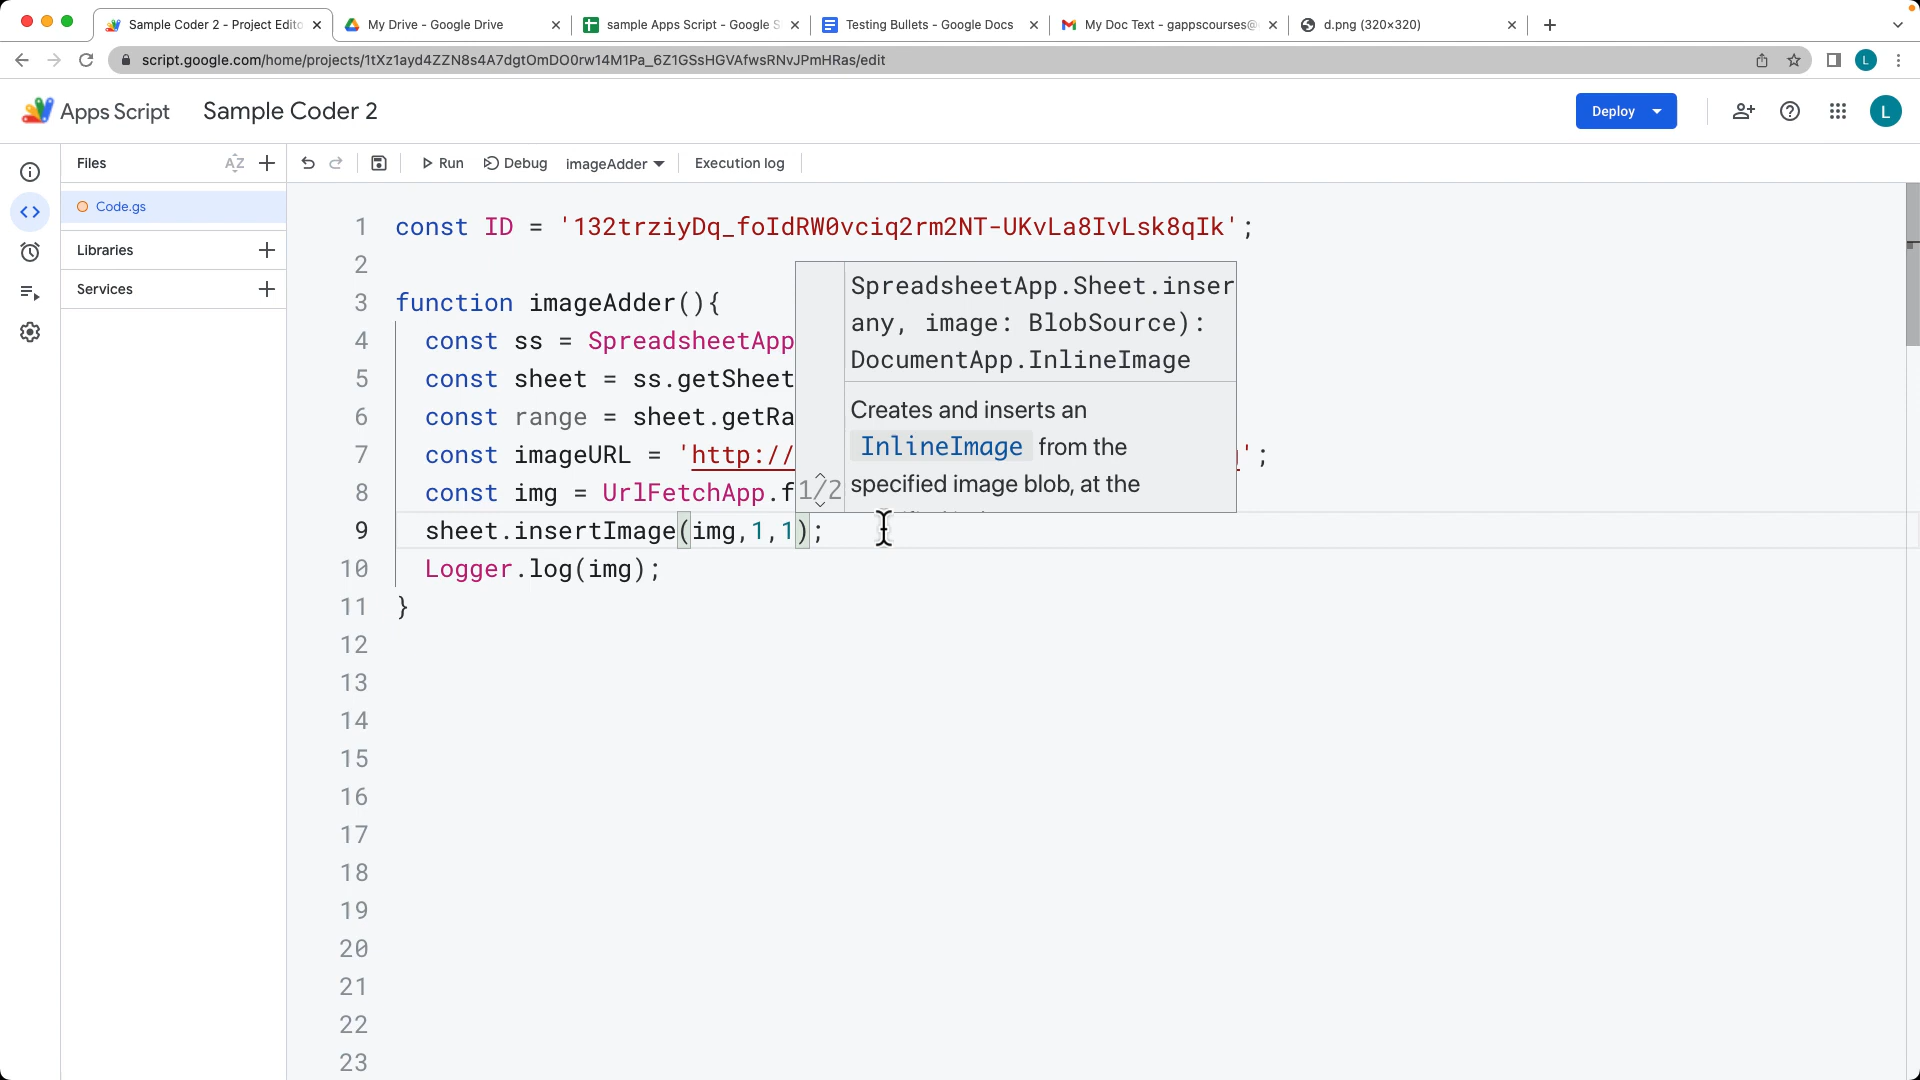 Sample Coder 2 - Project Edito
My Drive - Google Drive
sample Apps Script - Google S
Testing Bullets - Google Docs
My Doc Text - gappscourses@
d.png (320×320)
script.google.com/home/projects/1tXz1ayd4ZZN8s4A7dgtOmDO0rw14M1Pa_6Z1GSsHGVAfwsRNvJPmHRas/edit
L
Apps Script
Sample Coder 2
Deploy
L
Files
AZ
Run
Debug
imageAdder
Execution log
Code.gs
Libraries
Services
1 const ID = '132trziyDq_foIdRW0vciq2rm2NT-UKvLa8IvLsk8qIk';
2
3 function imageAdder(){
4 const ss = SpreadsheetApp
5 const sheet = ss.getSheet
6 const range = sheet.getRa
7 const imageURL = 'http:// ';
8 const img = UrlFetchApp.f
9 sheet.insertImage(img,1,1);
10 Logger.log(img);
11 }
12
13
14
15
16
17
18
19
20
21
22
23
SpreadsheetApp.Sheet.inser
any, image: BlobSource):
DocumentApp.InlineImage
Creates and inserts an
InlineImage from the
1/2
specified image blob, at the